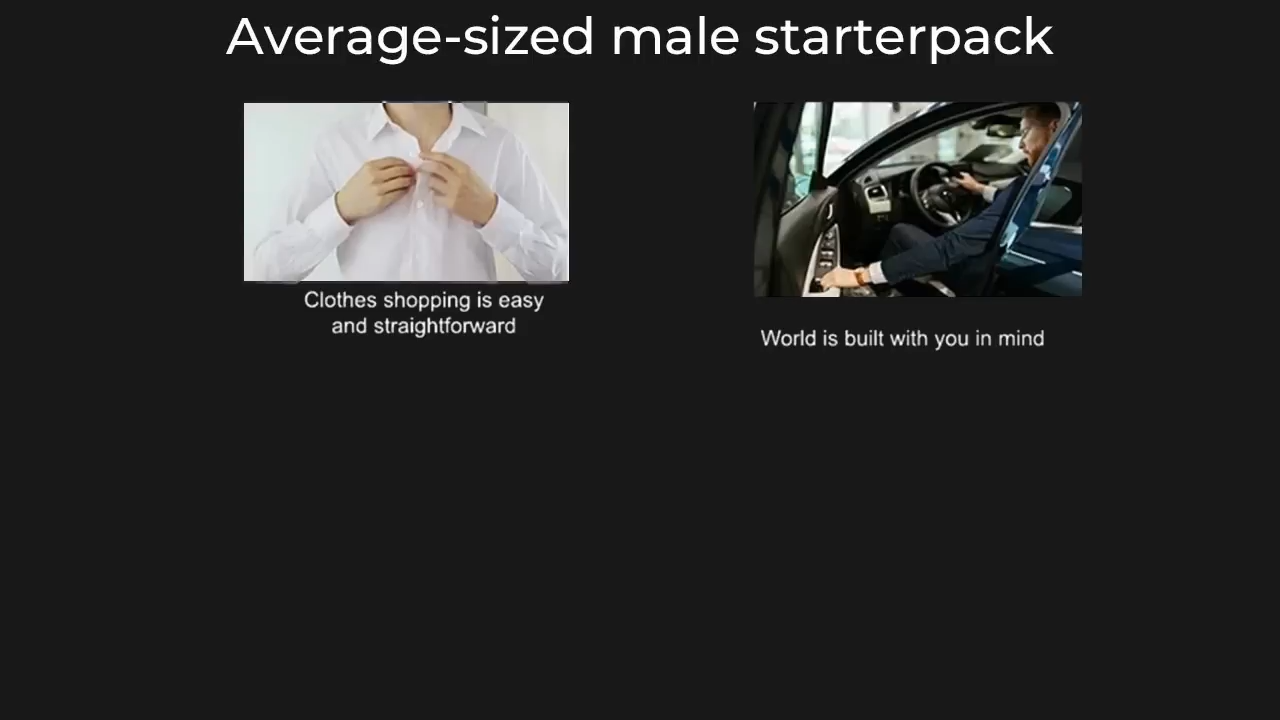 Average-sized male starterpack
Clothes shopping is easy
and straightforward
World is built with you in mind